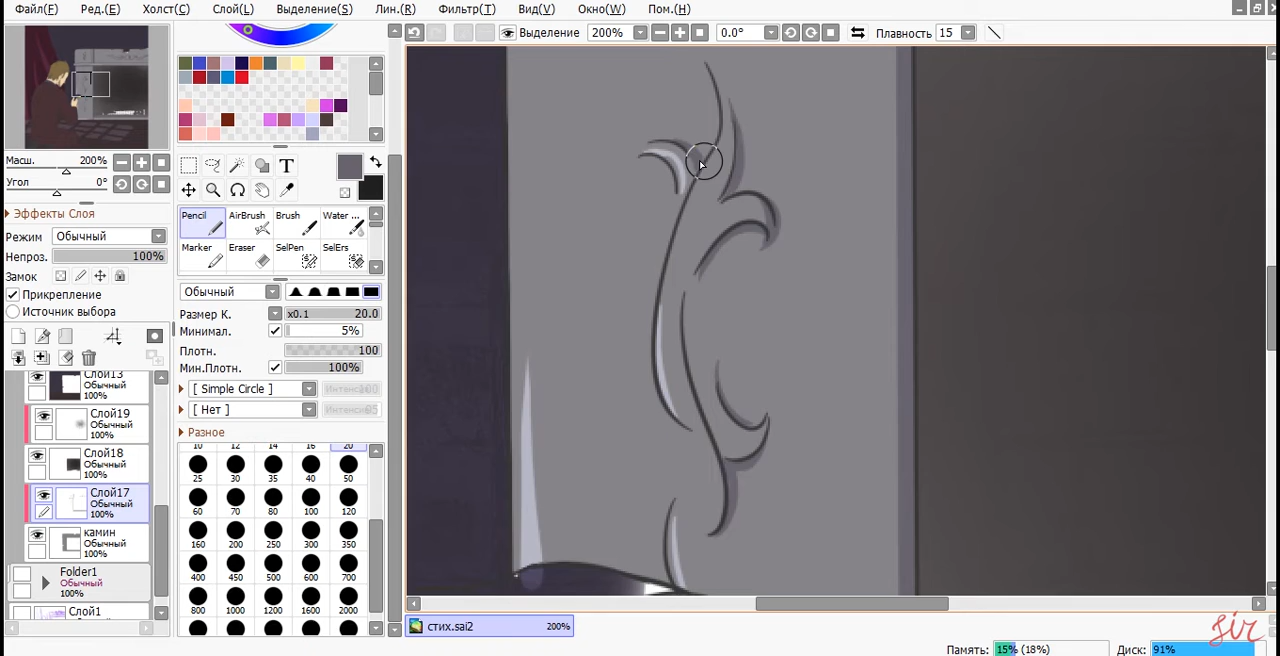 Файл(F) Ред.(E) Холст(C) Слой(L) Выделение(S) Лин.(R) Фильтр(T) Вид(V) Окно(W) Пом.(H)
Выделение 200% 0.0° Плавность 15
Масш. 200%
Угол 0°
Эффекты Слоя
Режим Обычный
Непроз. 100%
Замок
Прикрепление
Источник выбора
Слой13
Обычный
100%
Слой19
Обычный
100%
Слой18
Обычный
100%
Слой17
Обычный
100%
камин
Обычный
100%
Folder1
Обычный
100%
Слой1
T
Pencil AirBrush Brush Water ...
Marker Eraser SelPen SelErs
Обычный
Размер К. x0.1 20.0
Минимал. 5%
Плотн. 100
Мин.Плотн. 100%
[ Simple Circle ] Интенсив100
[ Нет ] Интенсив95
Разное
10 12 14 16 20
25 30 35 40 50
60 70 80 100 120
160 200 250 300 350
400 450 500 600 700
800 1000 1200 1600 2000
стих.sai2 200%
sir
Память: 15% (18%) Диск: 91%